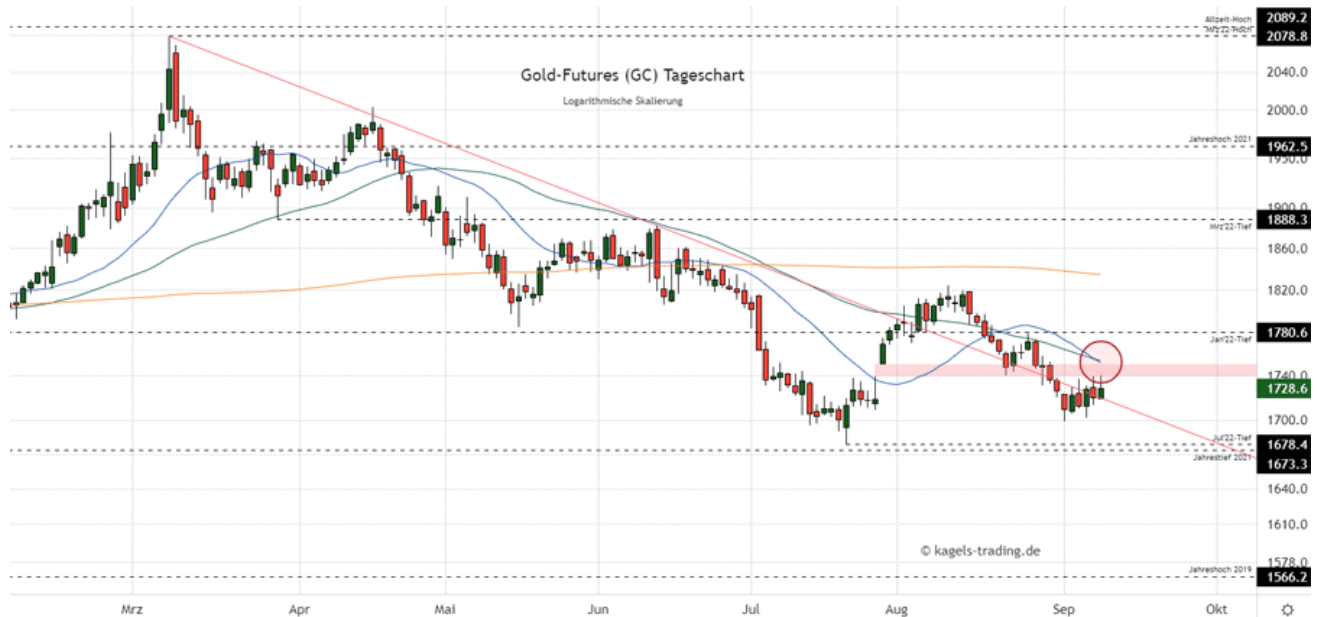 Allzeit-Hoch
2089.2
Mrz'22-Hoch
2078.8
Gold-Futures (GC) Tageschart
2040.0
Logarithmische Skalierung
2000.0
Jahreshoch 2021
1962.5
1950.0
1900.0
1888.3
Mrz'22-Tief
1860.0
1820.0
1780.6
Jan'22-Tief
1740.0
1728.6
1700.0
Jul'22-Tief
1678.4
Jahrestief 2021
1673.3
1640.0
1610.0
© kagels-trading.de
1578.0
Jahreshoch 2019
1566.2
Mrz Apr Mai Jun Jul Aug Sep Okt